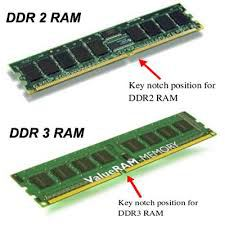 DDR 2 RAM
Key notch position for
DDR2 RAM
DDR 3 RAM
ValueRAM MEMORY
Key notch position for
DDR3 RAM